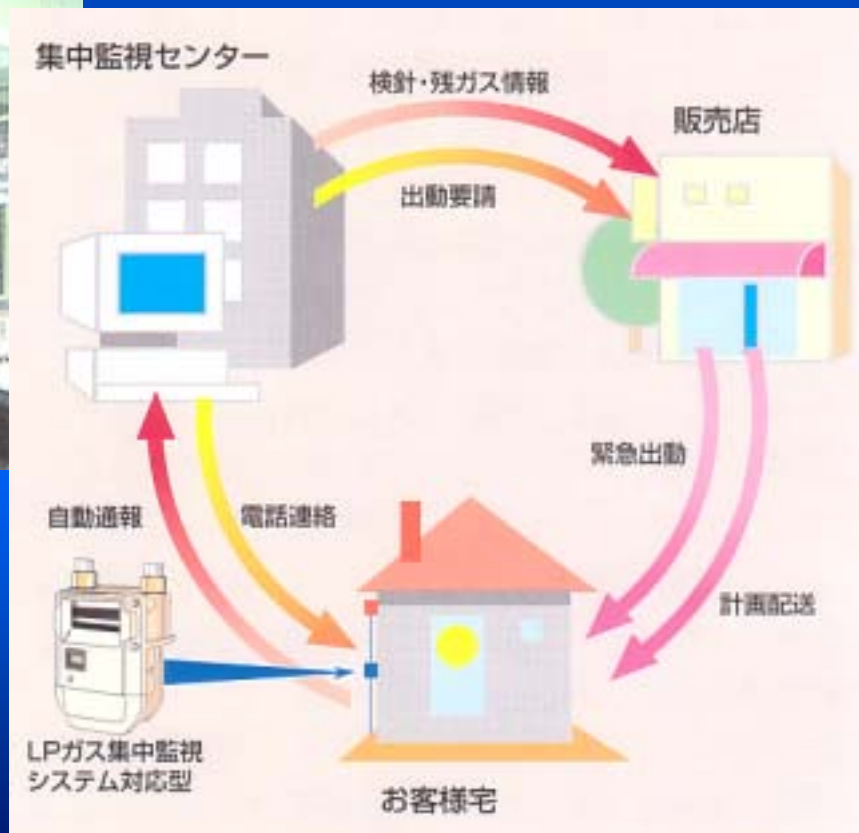 集中監視センター
検針・残ガス情報
販売店
出動要請
緊急出動
自動通報
電話連絡
計画配送
LPガス集中監視
システム対応型
お客様宅